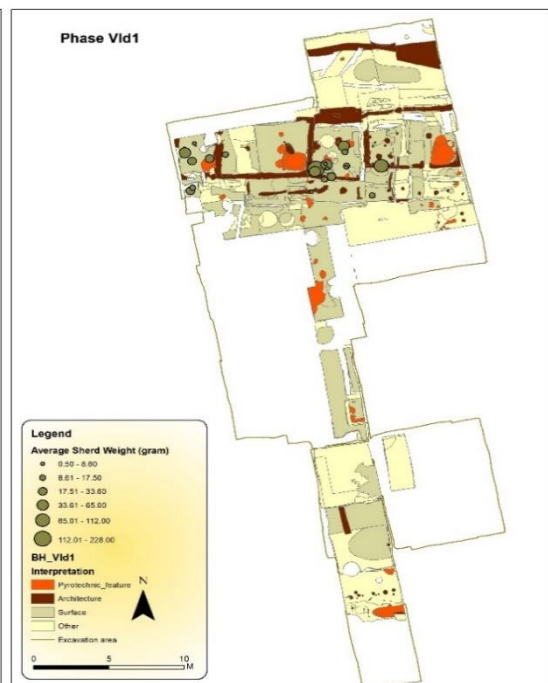 Phase VId1
Legend
Average Sherd Weight (gram)
0.50 - 8.60
8.61 - 17.50
17.51 - 33.60
33.61 - 65.00
65.01 - 112.00
112.01 - 228.00
BH_VId1
Interpretation
N
Pyrotechnic_feature
Architecture
Surface
Other
Excavation area
0 5 10
M